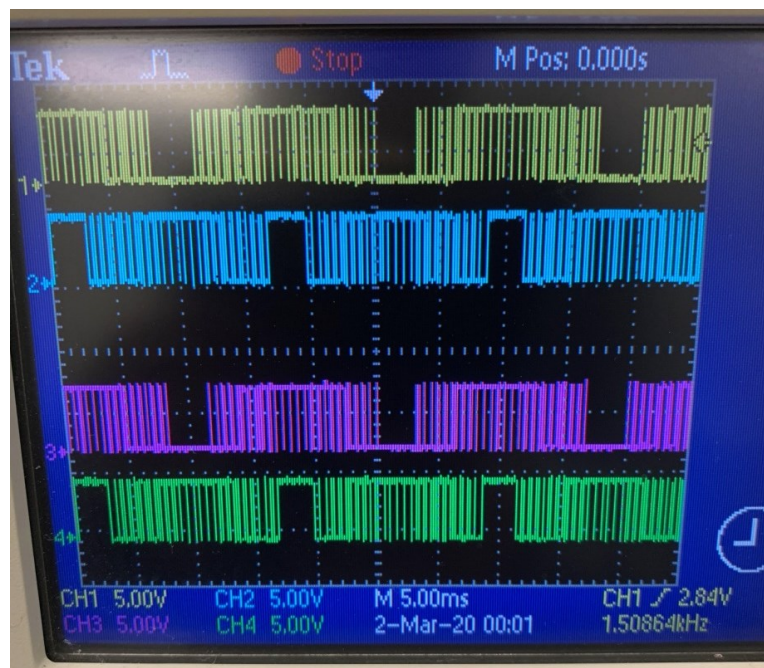 Tek Stop M Pos: 0.000s
1
2
3
4
CH1 5.00V CH2 5.00V M 5.00ms CH1 2.84V
CH3 5.00V CH4 5.00V 2-Mar-20 00:01 1.50864kHz